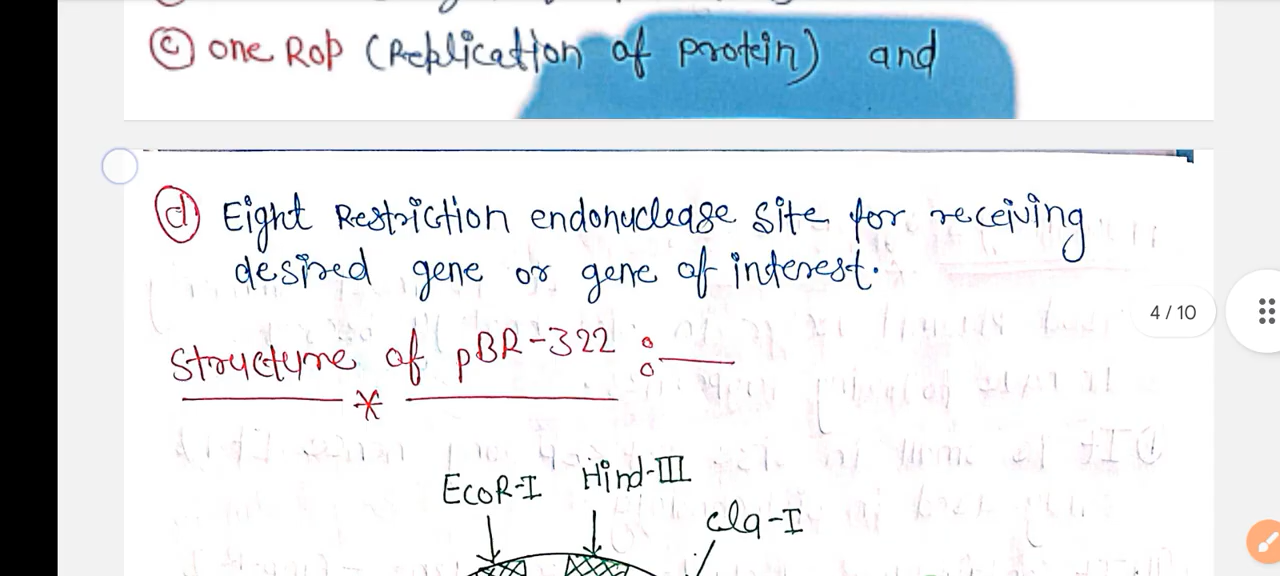 ⓒ one Rop (Replication of protein) and
ⓓ Eight Restriction endonuclease site for receiving
desired gene or gene of interest.
4 / 10
Structure of pBR-322 :—
EcoR-I Hind-III
cla-I